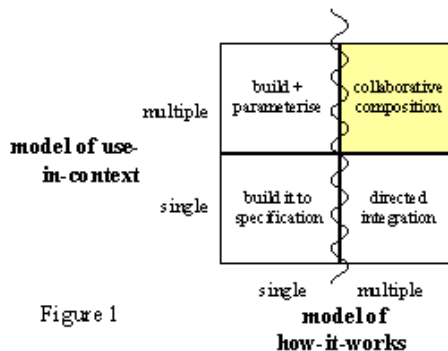 build +
parameterise
collaborative
composition
multiple
model of use-
in-context
single
build it to
specification
directed
integration
single
multiple
Figure 1
model of
how-it-works